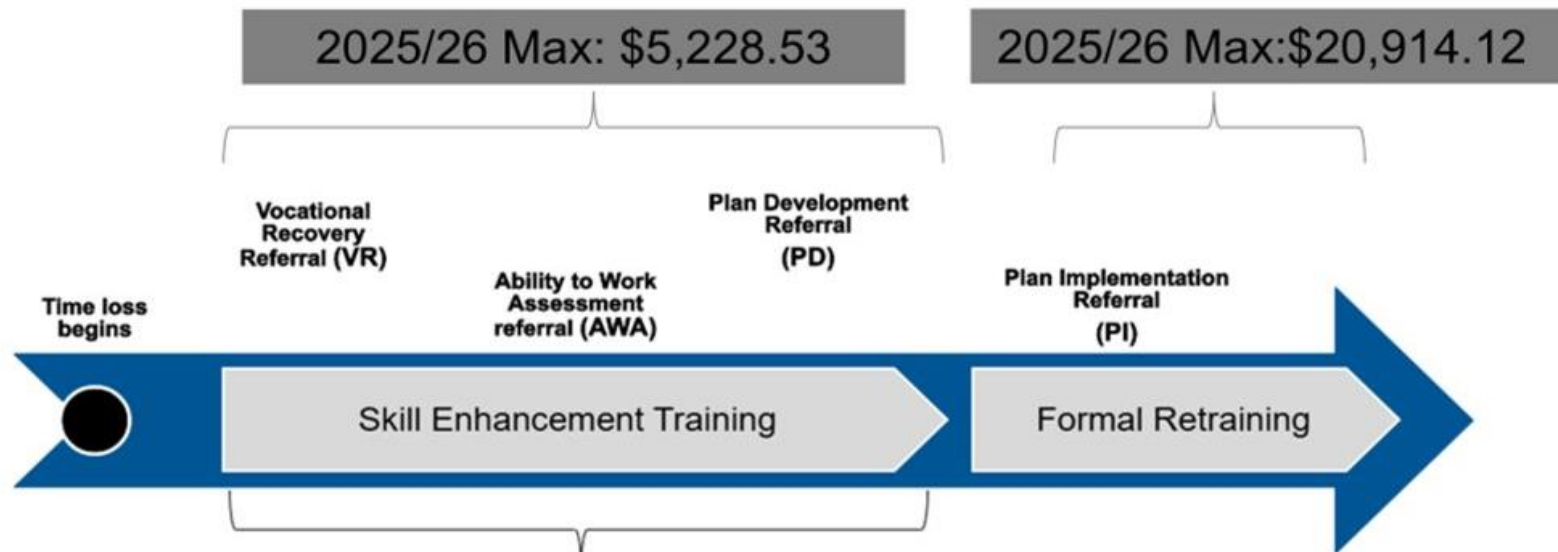 2025/26 Max: $5,228.53
2025/26 Max:$20,914.12
Vocational
Recovery
Referral (VR)
Plan Development
Referral
(PD)
Ability to Work
Assessment
referral (AWA)
Plan Implementation
Referral
(PI)
Time loss
begins
Skill Enhancement Training
Formal Retraining